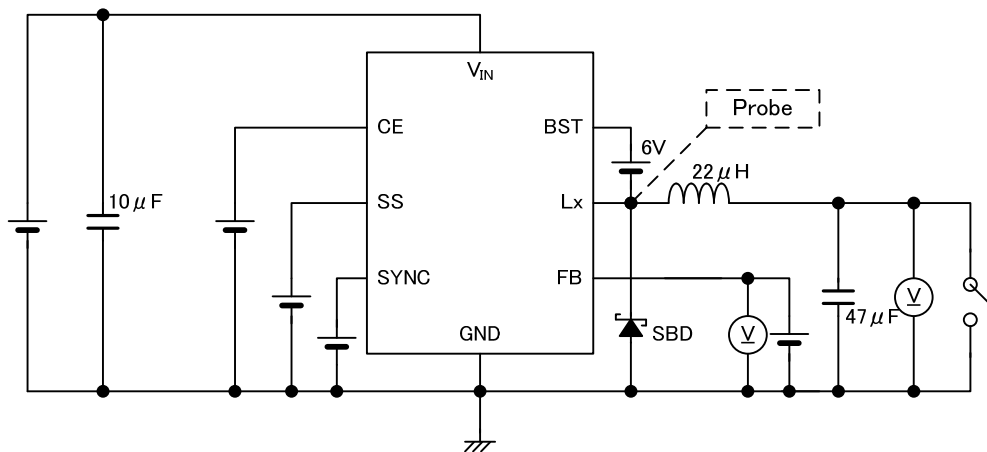 VIN
Probe
CE
BST
6V
22μH
10μF
SS
Lx
SYNC
FB
V
GND
V
SBD
47μF